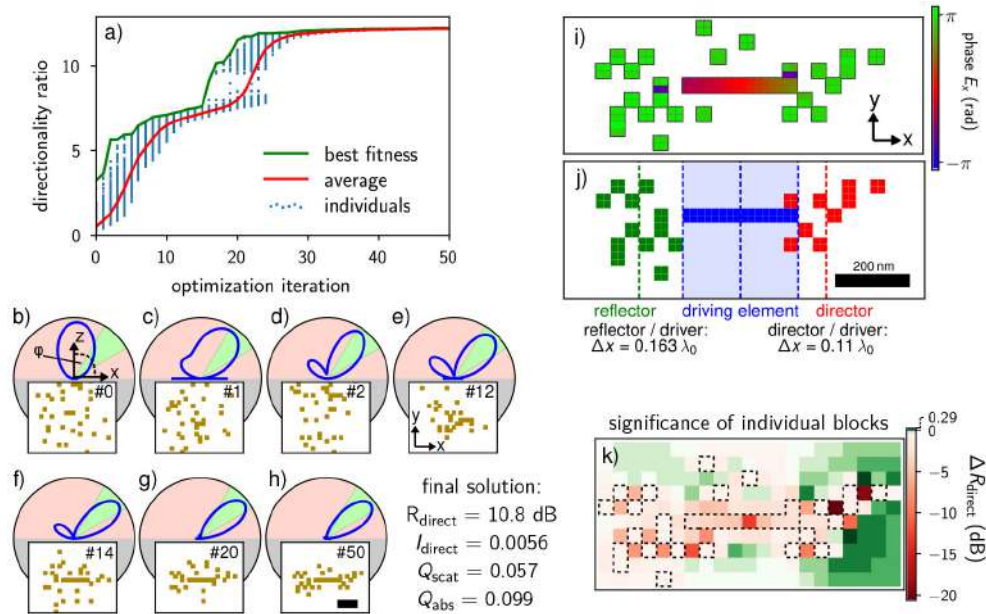 a)
directionality ratio
10
5
0
best fitness
average
individuals
0
10
20
30
40
50
optimization iteration
i)
y
x
π
phase Eₓ (rad)
−π
j)
200 nm
reflector
driving element
director
reflector / driver:
Δx = 0.163 λ₀
director / driver:
Δx = 0.11 λ₀
b)
z
φ
x
#0
c)
#1
d)
#2
e)
#12
y
x
f)
#14
g)
#20
h)
#50
final solution:
R_direct = 10.8 dB
I_direct = 0.0056
Q_scat = 0.057
Q_abs = 0.099
significance of individual blocks
k)
0.29
0
−5
−10
−15
−20
ΔR_direct (dB)